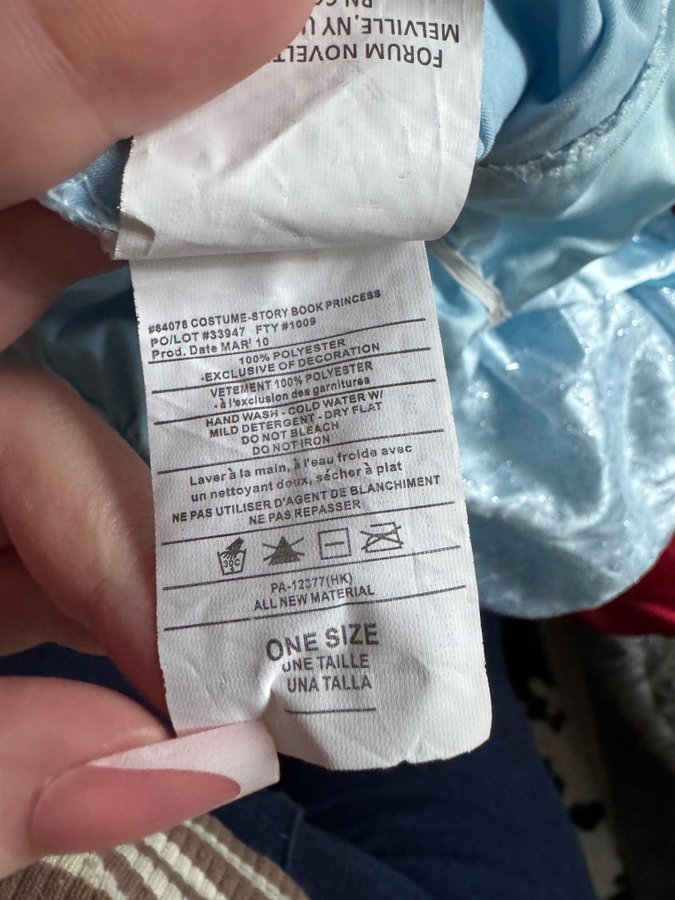 FORUM NOVELT
MELVILLE, NY U
#64078 COSTUME-STORY BOOK PRINCESS
PO/LOT #33947 FTY #1009
Prod. Date MAR' 10
100% POLYESTER
-EXCLUSIVE OF DECORATION
VETEMENT 100% POLYESTER
- à l'exclusion des garnitures
HAND WASH - COLD WATER W/
MILD DETERGENT - DRY FLAT
DO NOT BLEACH
DO NOT IRON
Laver à la main, à l'eau froide avec
un nettoyant doux, sécher à plat
NE PAS UTILISER D'AGENT DE BLANCHIMENT
NE PAS REPASSER
30C
PA-12377(HK)
ALL NEW MATERIAL
ONE SIZE
UNE TAILLE
UNA TALLA